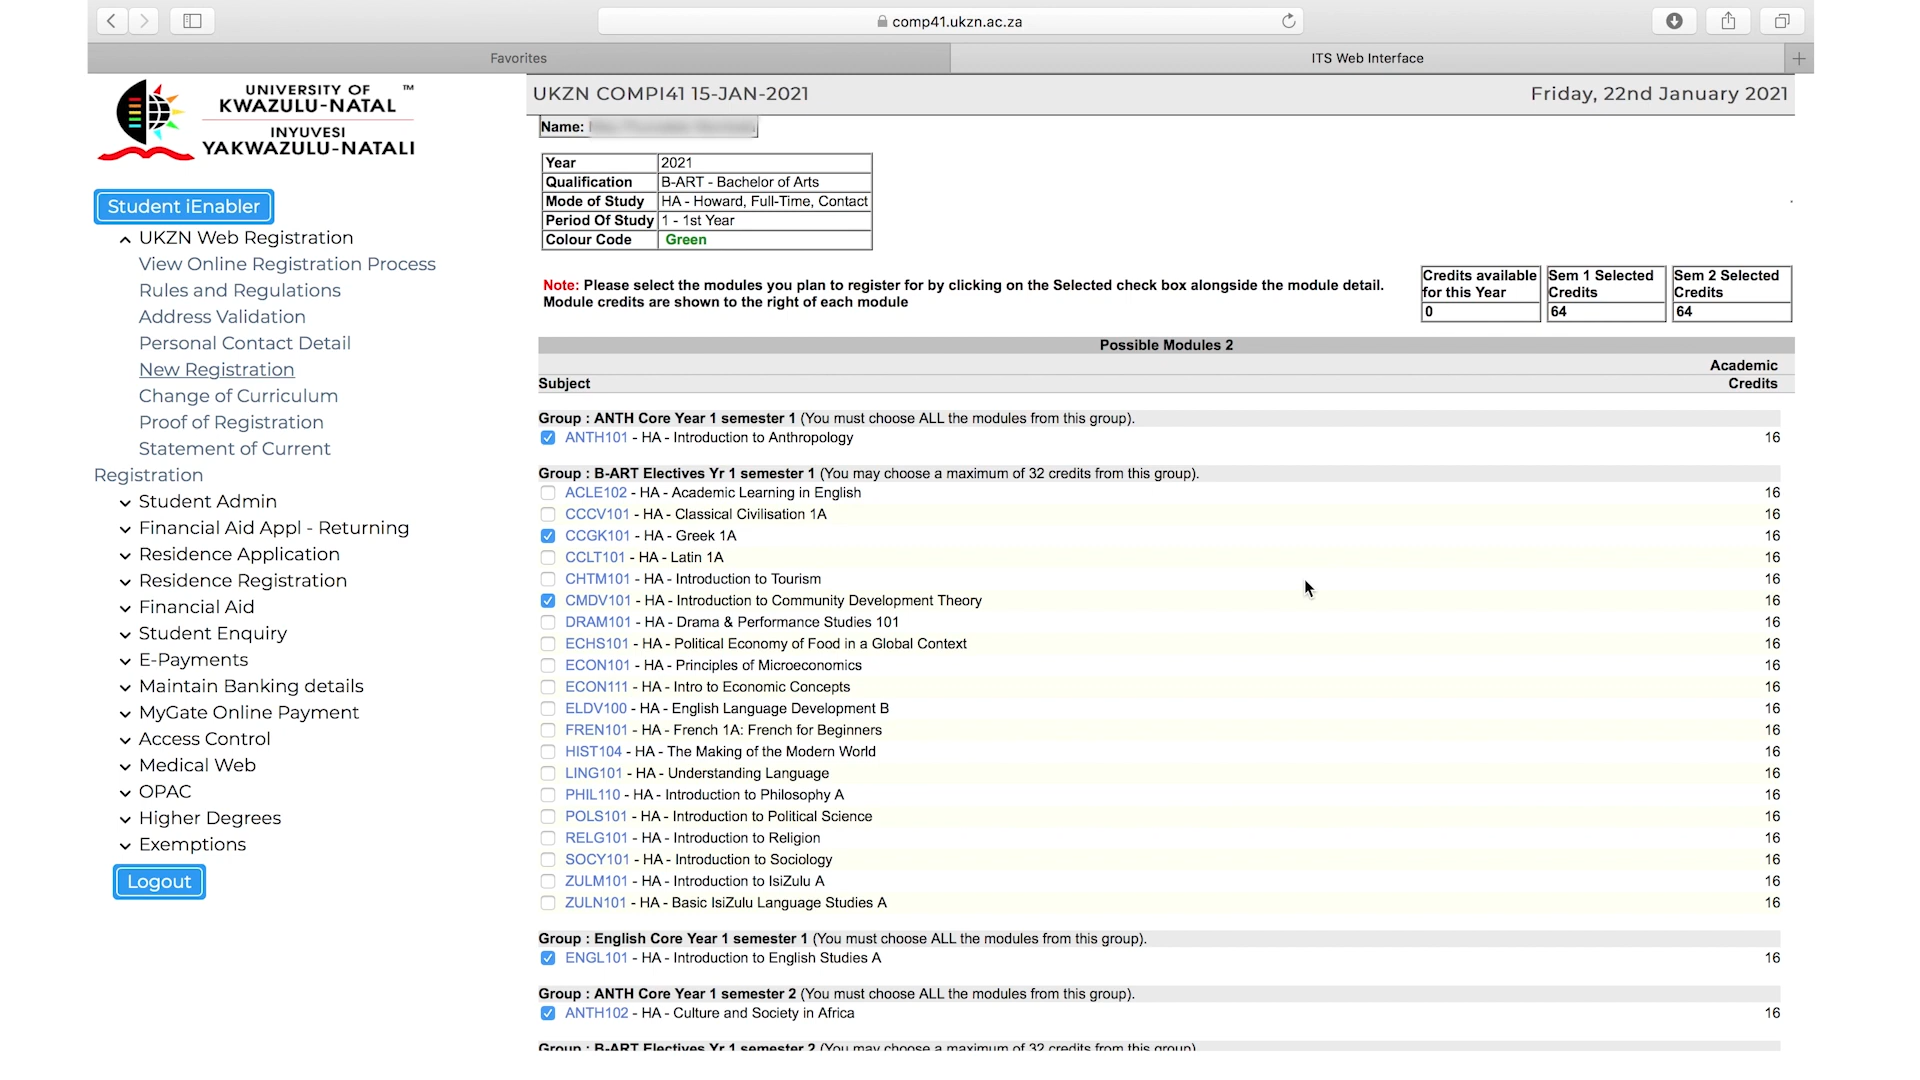 comp41.ukzn.ac.za
Favorites
ITS Web Interface
UNIVERSITY OF ™
KWAZULU-NATAL
INYUVESI
YAKWAZULU-NATALI
Student iEnabler
UKZN Web Registration
View Online Registration Process
Rules and Regulations
Address Validation
Personal Contact Detail
New Registration
Change of Curriculum
Proof of Registration
Statement of Current
Registration
Student Admin
Financial Aid Appl - Returning
Residence Application
Residence Registration
Financial Aid
Student Enquiry
E-Payments
Maintain Banking details
MyGate Online Payment
Access Control
Medical Web
OPAC
Higher Degrees
Exemptions
Logout
UKZN COMPI41 15-JAN-2021 Friday, 22nd January 2021
Name:
Year 2021
Qualification B-ART - Bachelor of Arts
Mode of Study HA - Howard, Full-Time, Contact
Period Of Study 1 - 1st Year
Colour Code Green
Note: Please select the modules you plan to register for by clicking on the Selected check box alongside the module detail.
Module credits are shown to the right of each module
Credits available Sem 1 Selected Sem 2 Selected
for this Year Credits Credits
0 64 64
Possible Modules 2
Academic
Subject Credits
Group : ANTH Core Year 1 semester 1 (You must choose ALL the modules from this group).
ANTH101 - HA - Introduction to Anthropology 16
Group : B-ART Electives Yr 1 semester 1 (You may choose a maximum of 32 credits from this group).
ACLE102 - HA - Academic Learning in English 16
CCCV101 - HA - Classical Civilisation 1A 16
CCGK101 - HA - Greek 1A 16
CCLT101 - HA - Latin 1A 16
CHTM101 - HA - Introduction to Tourism 16
CMDV101 - HA - Introduction to Community Development Theory 16
DRAM101 - HA - Drama & Performance Studies 101 16
ECHS101 - HA - Political Economy of Food in a Global Context 16
ECON101 - HA - Principles of Microeconomics 16
ECON111 - HA - Intro to Economic Concepts 16
ELDV100 - HA - English Language Development B 16
FREN101 - HA - French 1A: French for Beginners 16
HIST104 - HA - The Making of the Modern World 16
LING101 - HA - Understanding Language 16
PHIL110 - HA - Introduction to Philosophy A 16
POLS101 - HA - Introduction to Political Science 16
RELG101 - HA - Introduction to Religion 16
SOCY101 - HA - Introduction to Sociology 16
ZULM101 - HA - Introduction to IsiZulu A 16
ZULN101 - HA - Basic IsiZulu Language Studies A 16
Group : English Core Year 1 semester 1 (You must choose ALL the modules from this group).
ENGL101 - HA - Introduction to English Studies A 16
Group : ANTH Core Year 1 semester 2 (You must choose ALL the modules from this group).
ANTH102 - HA - Culture and Society in Africa 16
Group : B-ART Electives Yr 1 semester 2 (You may choose a maximum of 32 credits from this group)